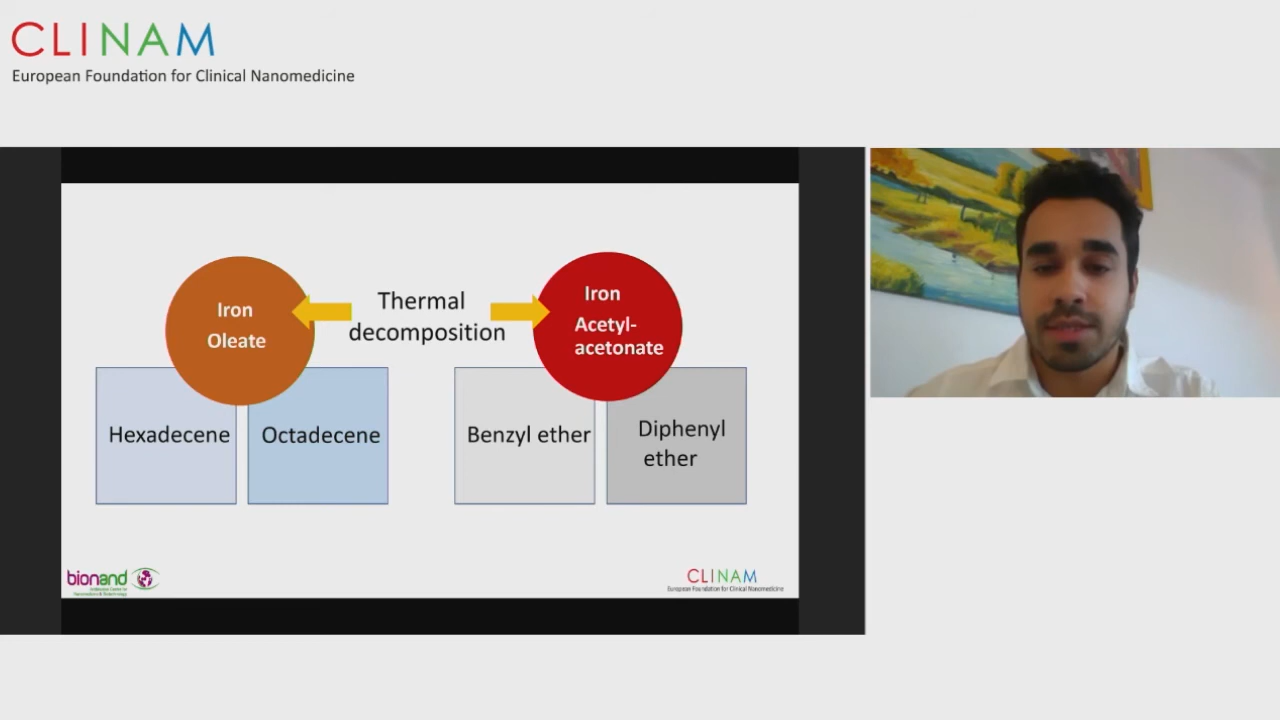 CLINAM
European Foundation for Clinical Nanomedicine
Iron
Oleate
Thermal
decomposition
Iron
Acetyl-
acetonate
Hexadecene
Octadecene
Benzyl ether
Diphenyl
ether
bionand
CLINAM
European Foundation for Clinical Nanomedicine